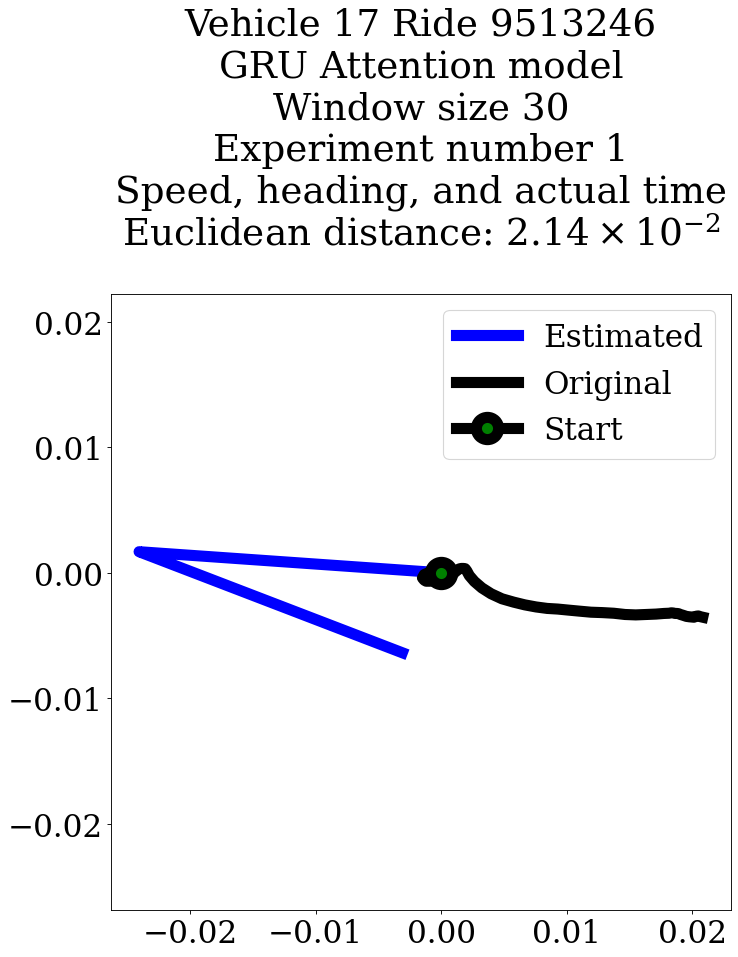 Vehicle 17 Ride 9513246
GRU Attention model
Window size 30
Experiment number 1
Speed, heading, and actual time
Euclidean distance: 2.14 × 10⁻²
Estimated
Original
Start
0.02
0.01
0.00
−0.01
−0.02
−0.02 −0.01 0.00 0.01 0.02